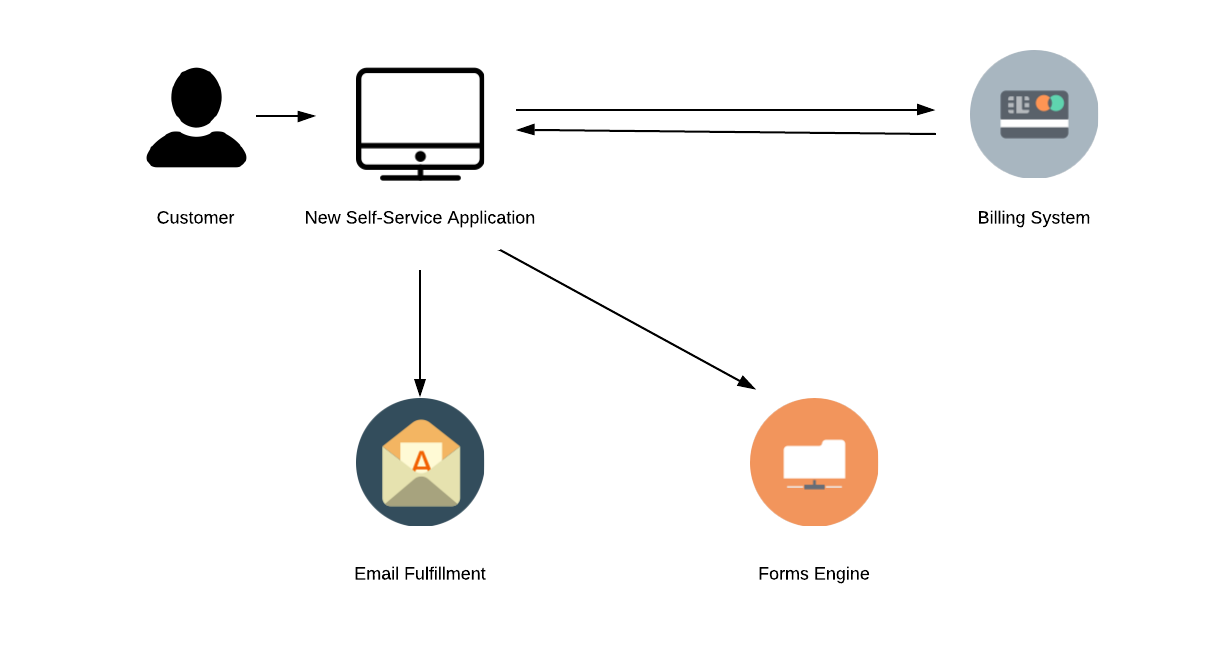 Customer
New Self-Service Application
Billing System
A
Email Fulfillment
Forms Engine